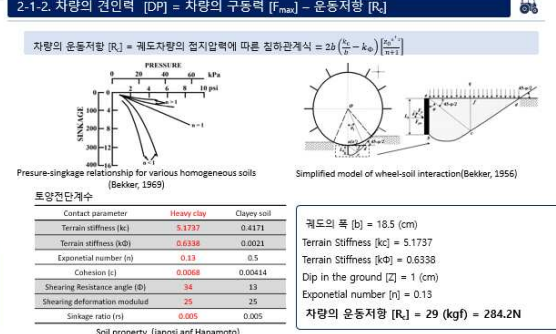 2-1-2. 차량의 견인력 [DP] = 차량의 구동력 [Fmax] – 운동저항 [Rc]
차량의 운동저항 [Rc] = 궤도차량의 접지압력에 따른 침하관계식 = 2b
PRESSURE
0 20 40 60 kPa
0 2 4 6 8 10 psi
SINKAGE
n > 1
n = 1
n < 1
Presure-singkage relationship for various homogeneous soils
(Bekker, 1969)
Simplified model of wheel-soil interaction(Bekker, 1956)
토양전단계수
Contact parameter Heavy clay Clayey soil
Terrain stiffness (kc) 5.1737 0.4171
Terrain stiffness (kΦ) 0.6338 0.0021
Exponetial number (n) 0.13 0.5
Cohesion (c) 0.0068 0.00414
Shearing Resistance angle (Φ) 34 13
Shearing deformation modulud 25 25
Sinkage ratio (rs) 0.005 0.005
Soil property (janosi anf Hanamoto)
궤도의 폭 [b] = 18.5 (cm)
Terrain Stiffness [kc] = 5.1737
Terrain Stiffness [kΦ] = 0.6338
Dip in the ground [Z] = 1 (cm)
Exponetial number [n] = 0.13
차량의 운동저항 [Rc] = 29 (kgf) = 284.2N